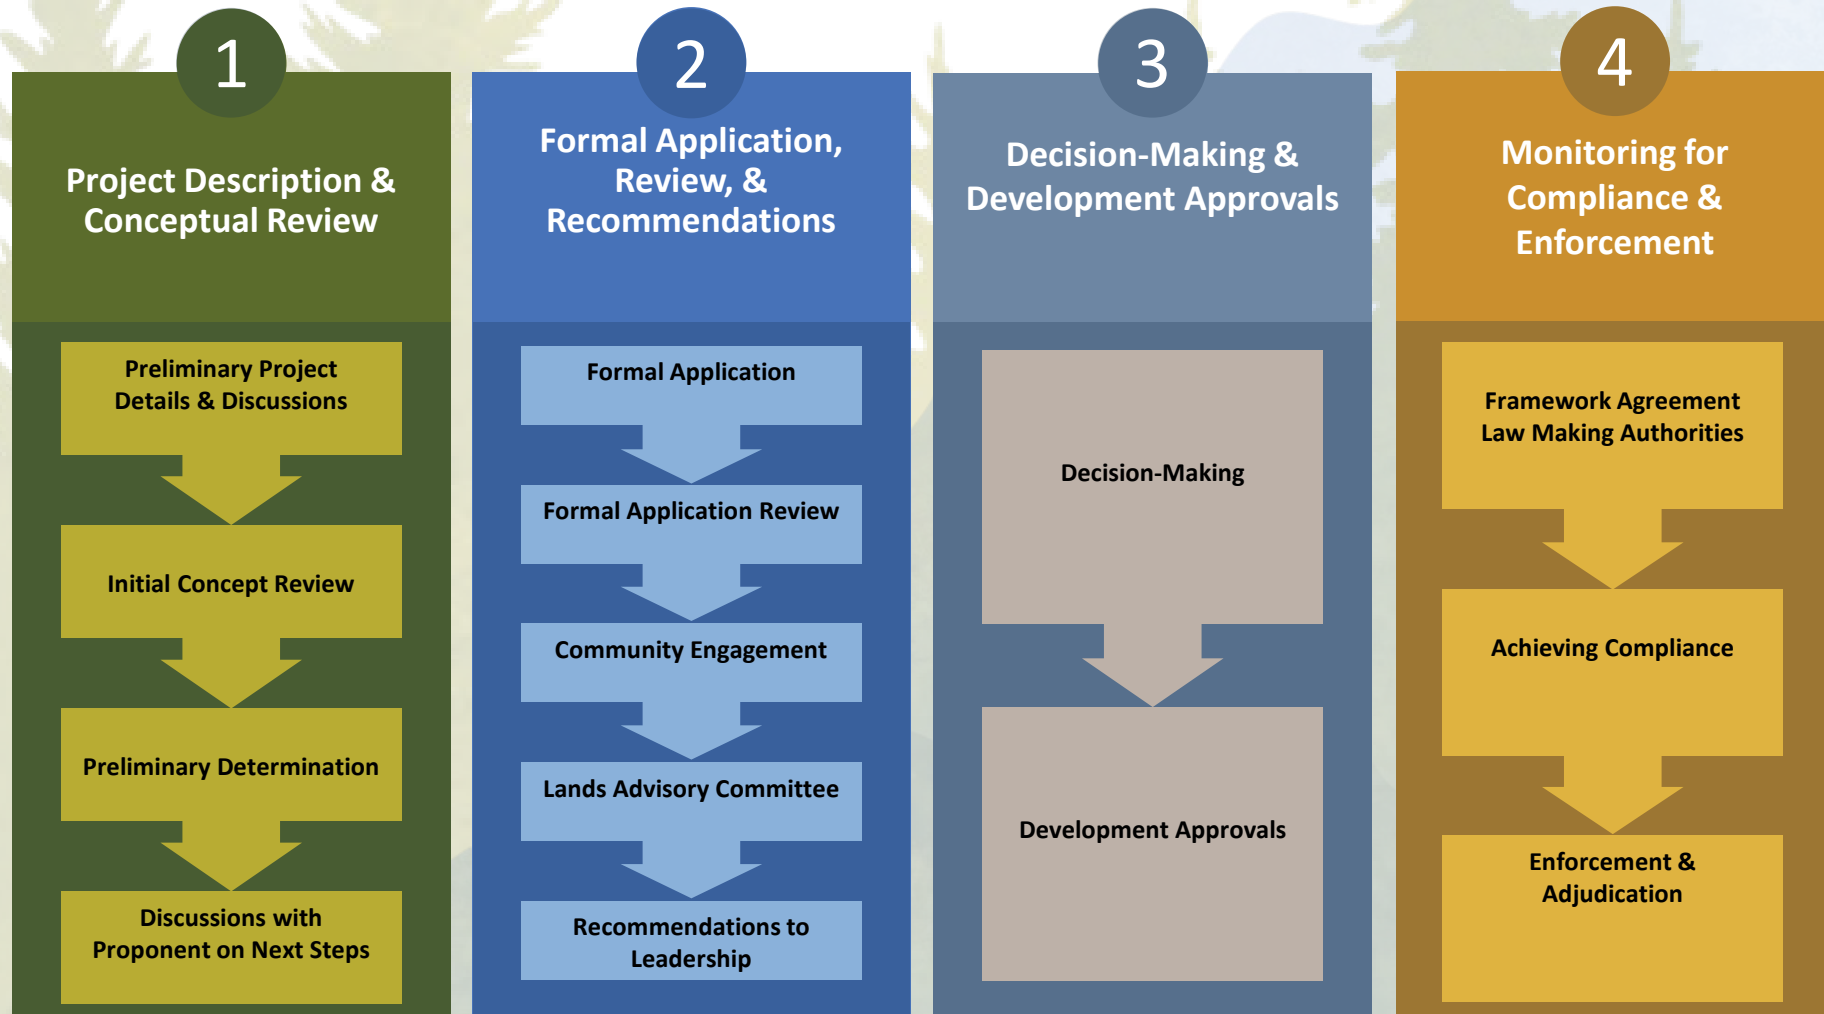 1
Project Description &
Conceptual Review
Preliminary Project
Details & Discussions
Initial Concept Review
Preliminary Determination
Discussions with
Proponent on Next Steps
2
Formal Application,
Review, &
Recommendations
Formal Application
Formal Application Review
Community Engagement
Lands Advisory Committee
Recommendations to
Leadership
3
Decision-Making &
Development Approvals
Decision-Making
Development Approvals
4
Monitoring for
Compliance &
Enforcement
Framework Agreement
Law Making Authorities
Achieving Compliance
Enforcement &
Adjudication